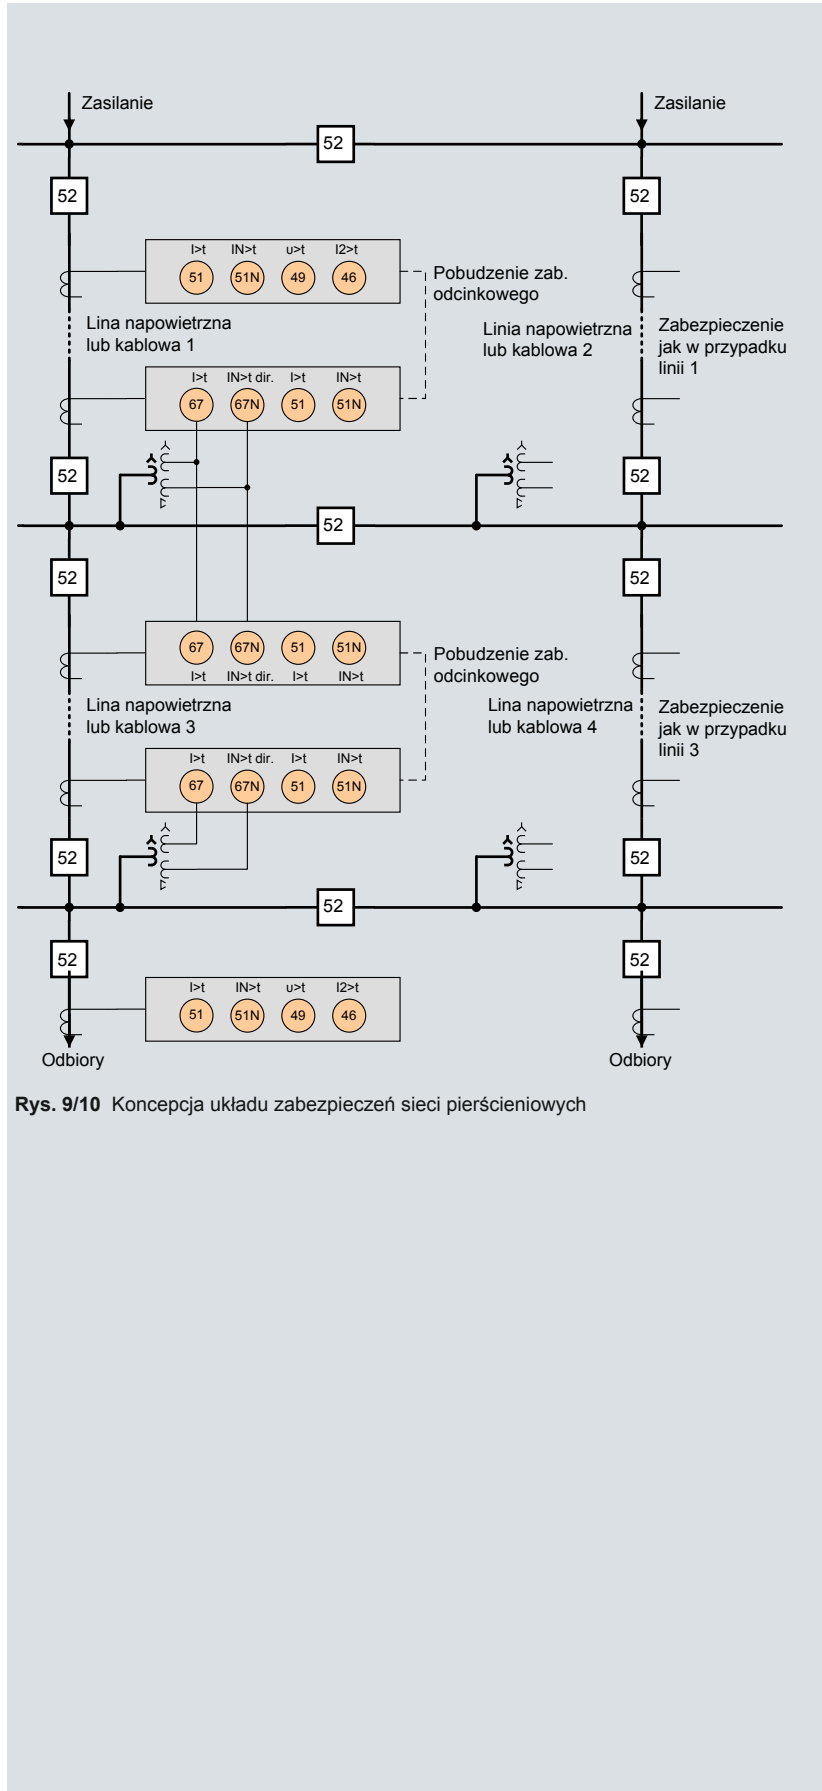 Zasilanie
Zasilanie
52
52
52
I>t IN>t υ>t I2>t
51 51N 49 46
Pobudzenie zab.
odcinkowego
Lina napowietrzna
lub kablowa 1
Linia napowietrzna
lub kablowa 2
Zabezpieczenie
jak w przypadku
linii 1
I>t IN>t dir. I>t IN>t
67 67N 51 51N
52
52
52
52
52
67 67N 51 51N
I>t IN>t dir. I>t IN>t
Pobudzenie zab.
odcinkowego
Lina napowietrzna
lub kablowa 3
Lina napowietrzna
lub kablowa 4
Zabezpieczenie
jak w przypadku
linii 3
I>t IN>t dir. I>t IN>t
67 67N 51 51N
52
52
52
52
52
I>t IN>t υ>t I2>t
51 51N 49 46
Odbiory
Odbiory
Rys. 9/10 Koncepcja układu zabezpieczeń sieci pierścieniowych